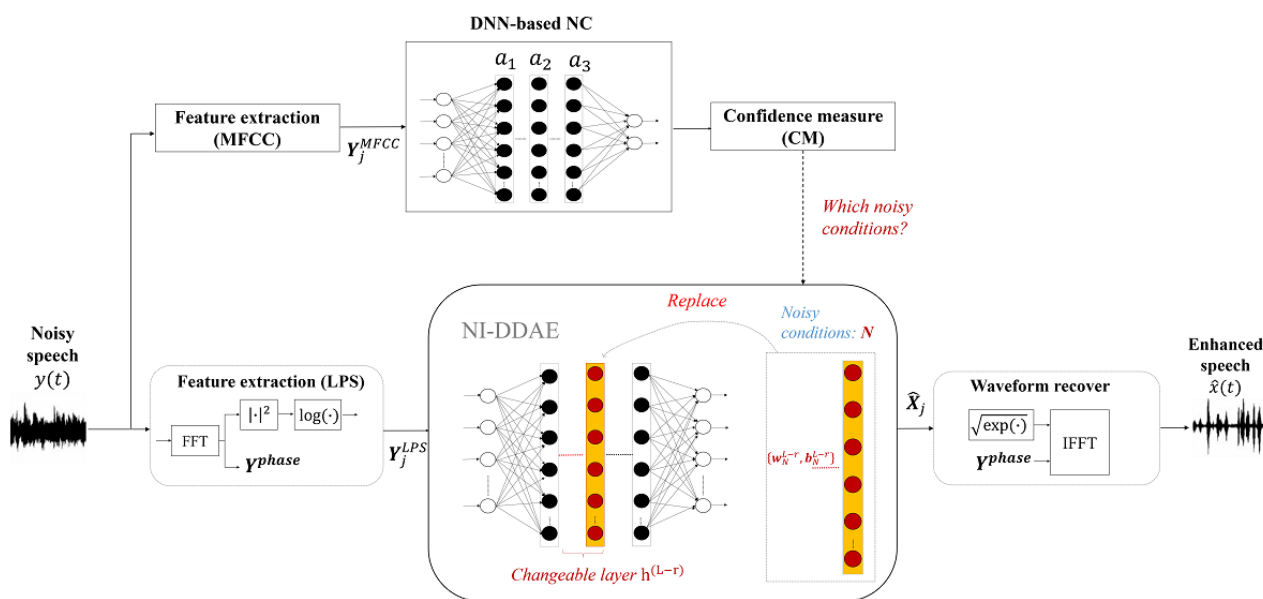 DNN-based NC
a₁ a₂ a₃
Feature extraction
(MFCC)
Y_j^{MFCC}
Confidence measure
(CM)
Which noisy
conditions?
Noisy
speech
y(t)
Feature extraction (LPS)
FFT
|·|²
log(·)
Y^{phase}
Y_j^{LPS}
NI-DDAE
Replace
Noisy
conditions: N
{w_N^{L-r}, b_N^{L-r}}
Changeable layer h^{(L-r)}
X̂_j
Waveform recover
√exp(·)
Y^{phase}
IFFT
Enhanced
speech
x̂(t)